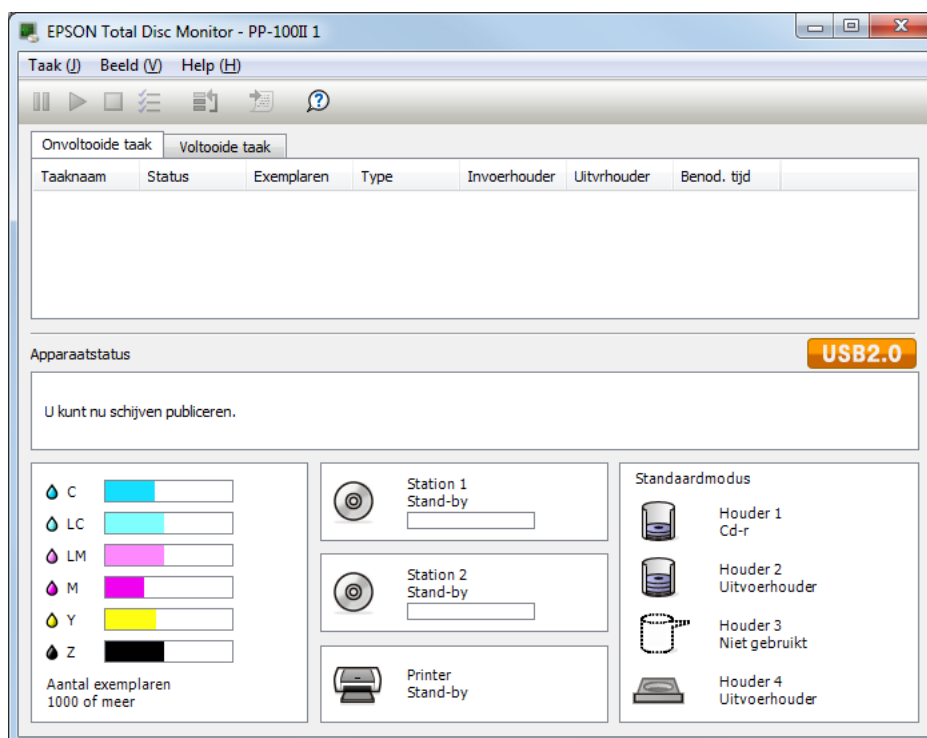 EPSON Total Disc Monitor - PP-100II 1
Taak (J) Beeld (V) Help (H)
Onvoltooide taak Voltooide taak
Taaknaam Status Exemplaren Type Invoerhouder Uitvrhouder Benod. tijd
Apparaatstatus
USB2.0
U kunt nu schijven publiceren.
C
LC
LM
M
Y
Z
Aantal exemplaren
1000 of meer
Station 1
Stand-by
Station 2
Stand-by
Printer
Stand-by
Standaardmodus
Houder 1
Cd-r
Houder 2
Uitvoerhouder
Houder 3
Niet gebruikt
Houder 4
Uitvoerhouder